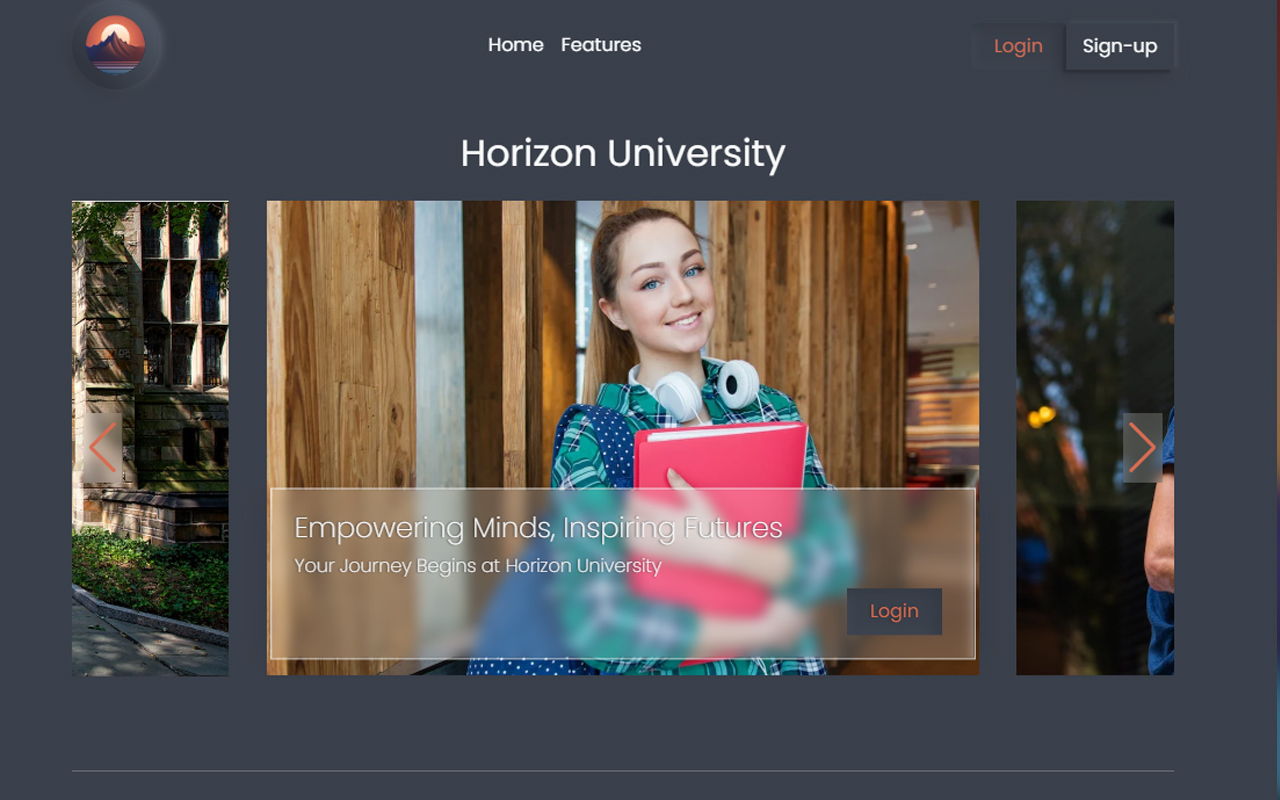 Home Features
Login Sign-up
Horizon University
Empowering Minds, Inspiring Futures
Your Journey Begins at Horizon University
Login